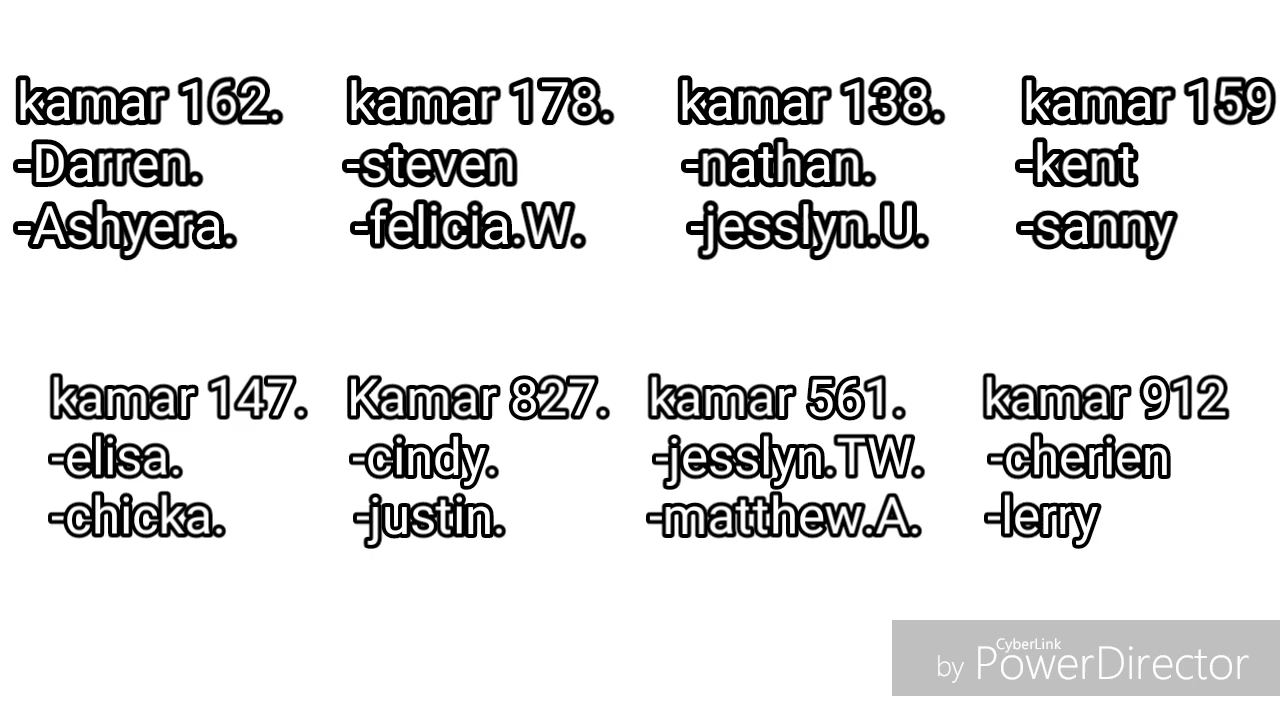 kamar 162.
-Darren.
-Ashyera.
kamar 178.
-steven
-felicia.W.
kamar 138.
-nathan.
-jesslyn.U.
kamar 159
-kent
-sanny
kamar 147.
-elisa.
-chicka.
Kamar 827.
-cindy.
-justin.
kamar 561.
-jesslyn.TW.
-matthew.A.
kamar 912
-cherien
-lerry
CyberLink
by PowerDirector